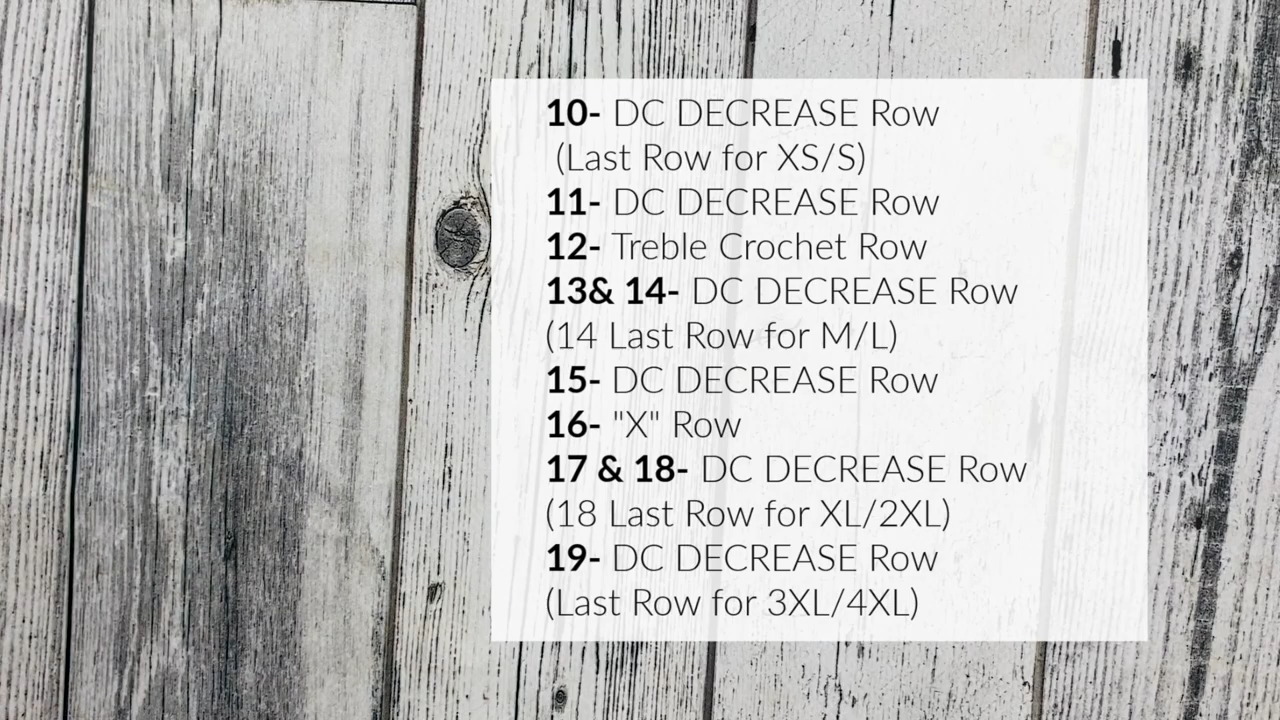 10- DC DECREASE Row
(Last Row for XS/S)
11- DC DECREASE Row
12- Treble Crochet Row
13& 14- DC DECREASE Row
(14 Last Row for M/L)
15- DC DECREASE Row
16- "X" Row
17 & 18- DC DECREASE Row
(18 Last Row for XL/2XL)
19- DC DECREASE Row
(Last Row for 3XL/4XL)